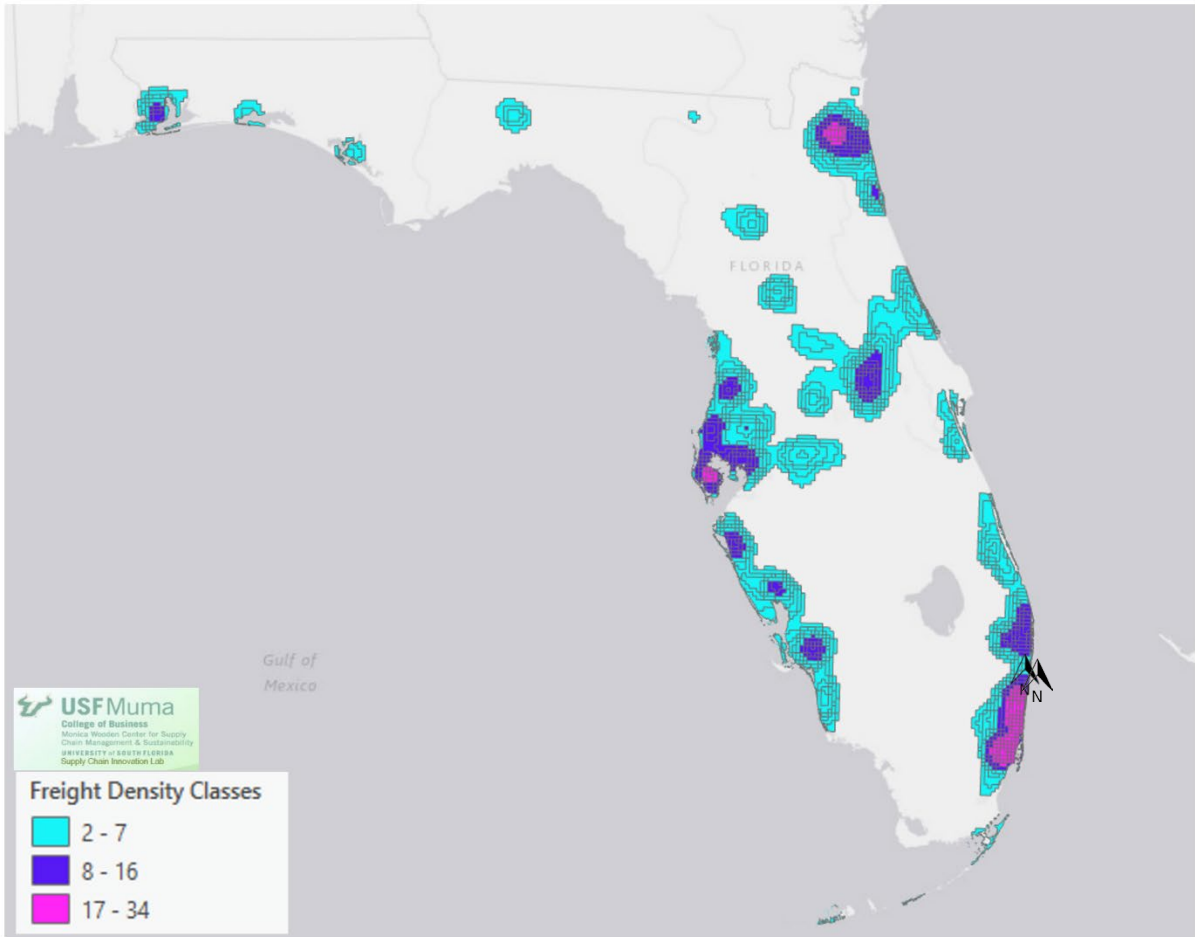 FLORIDA
Gulf of
Mexico
N
N
USF Muma
College of Business
Monica Wooden Center for Supply
Chain Management & Sustainability
UNIVERSITY of SOUTH FLORIDA
Supply Chain Innovation Lab
Freight Density Classes
2 - 7
8 - 16
17 - 34